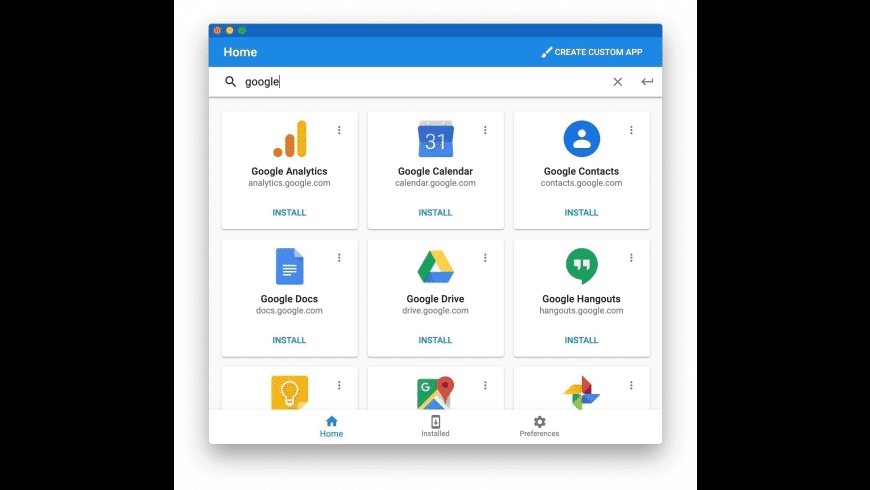 Home
CREATE CUSTOM APP
google
31
Google Analytics
analytics.google.com
INSTALL
Google Calendar
calendar.google.com
INSTALL
Google Contacts
contacts.google.com
INSTALL
Google Docs
docs.google.com
INSTALL
Google Drive
drive.google.com
INSTALL
Google Hangouts
hangouts.google.com
INSTALL
G
Home
Installed
Preferences